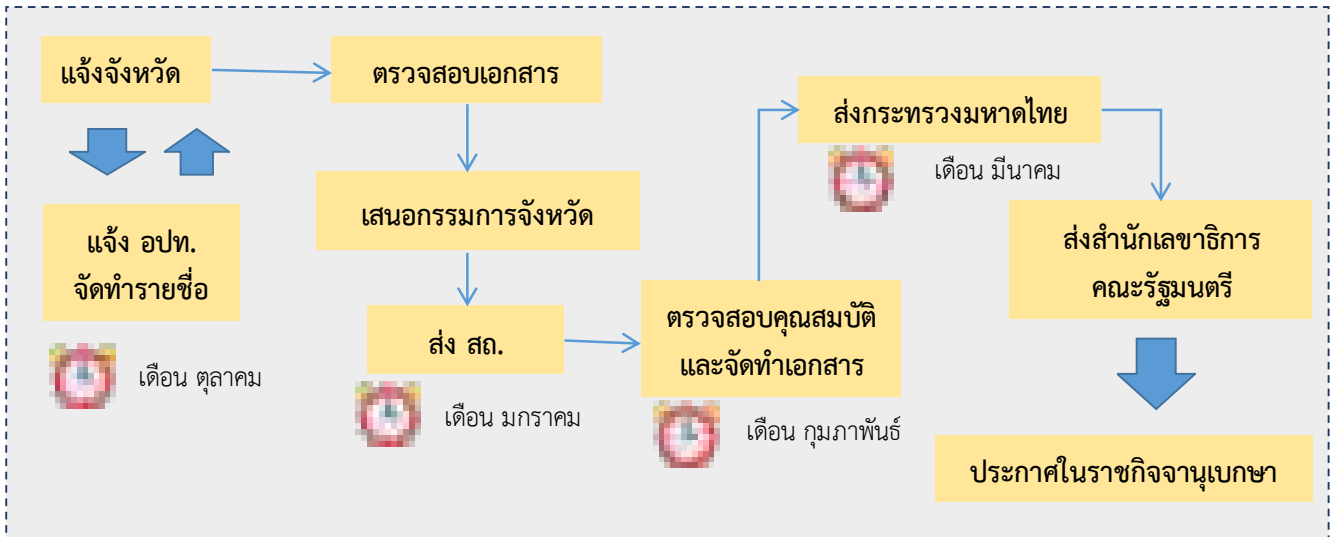 แจ้งจังหวัด
แจ้ง อปท.
จัดทำรายชื่อ
เดือน ตุลาคม
ตรวจสอบเอกสาร
เสนอกรรมการจังหวัด
ส่ง สถ.
เดือน มกราคม
ตรวจสอบคุณสมบัติ
และจัดทำเอกสาร
เดือน กุมภาพันธ์
ส่งกระทรวงมหาดไทย
เดือน มีนาคม
ส่งสำนักเลขาธิการ
คณะรัฐมนตรี
ประกาศในราชกิจจานุเบกษา